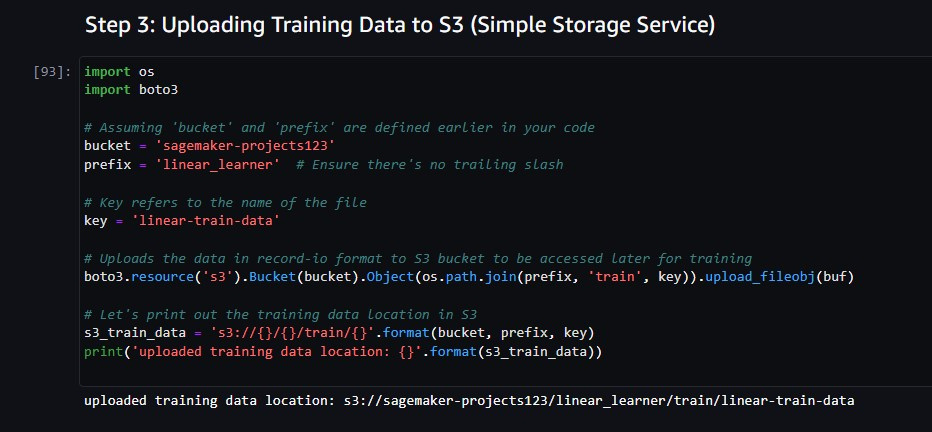 Step 3: Uploading Training Data to S3 (Simple Storage Service)
[93]: import os
import boto3
# Assuming 'bucket' and 'prefix' are defined earlier in your code
bucket = 'sagemaker-projects123'
prefix = 'linear_learner'  # Ensure there's no trailing slash
# Key refers to the name of the file
key = 'linear-train-data'
# Uploads the data in record-io format to S3 bucket to be accessed later for training
boto3.resource('s3').Bucket(bucket).Object(os.path.join(prefix, 'train', key)).upload_fileobj(buf)
# Let's print out the training data location in S3
s3_train_data = 's3://{}/{}/train/{}'.format(bucket, prefix, key)
print('uploaded training data location: {}'.format(s3_train_data))
uploaded training data location: s3://sagemaker-projects123/linear_learner/train/linear-train-data